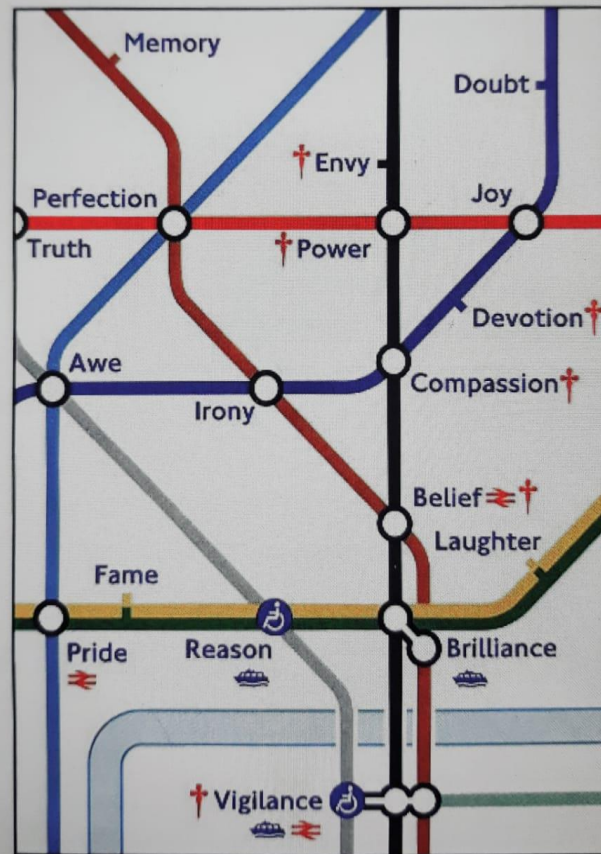 Memory
Doubt
Envy
Perfection
Joy
Truth
Power
Devotion
Awe
Compassion
Irony
Belief
Laughter
Fame
Pride
Reason
Brilliance
Vigilance